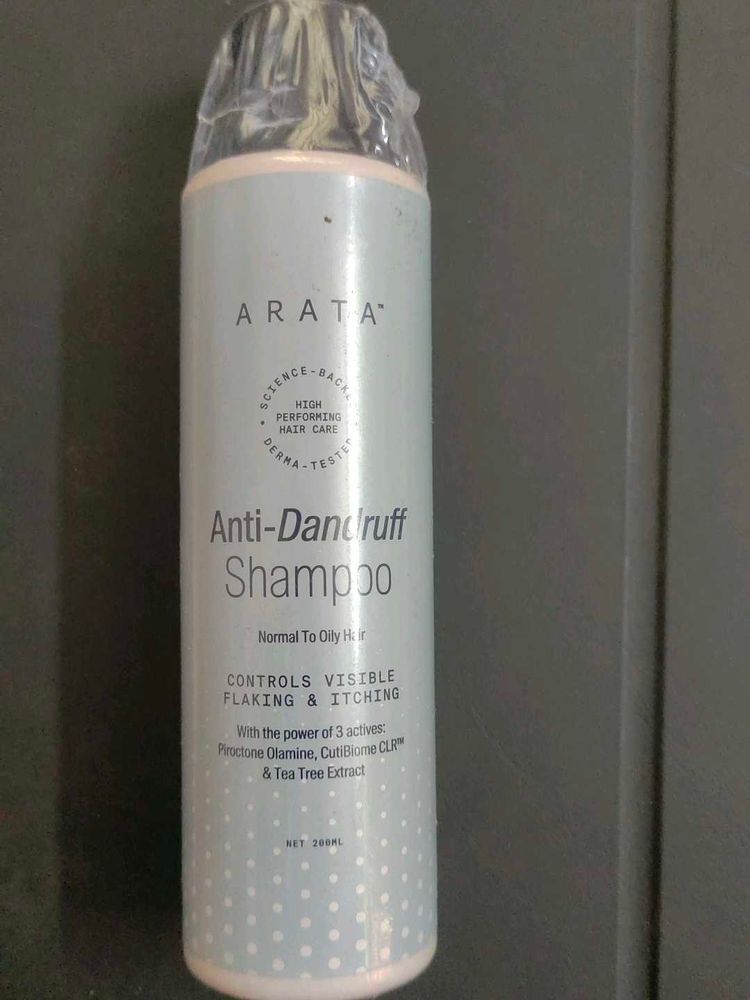 ARATA™
SCIENCE-BACKE
HIGH
PERFORMING
HAIR CARE
DERMA-TESTED
Anti-Dandruff
Shampoo
Normal To Oily Hair
CONTROLS VISIBLE
FLAKING & ITCHING
With the power of 3 actives:
Piroctone Olamine, CutiBiome CLR™
& Tea Tree Extract
NET 200ML